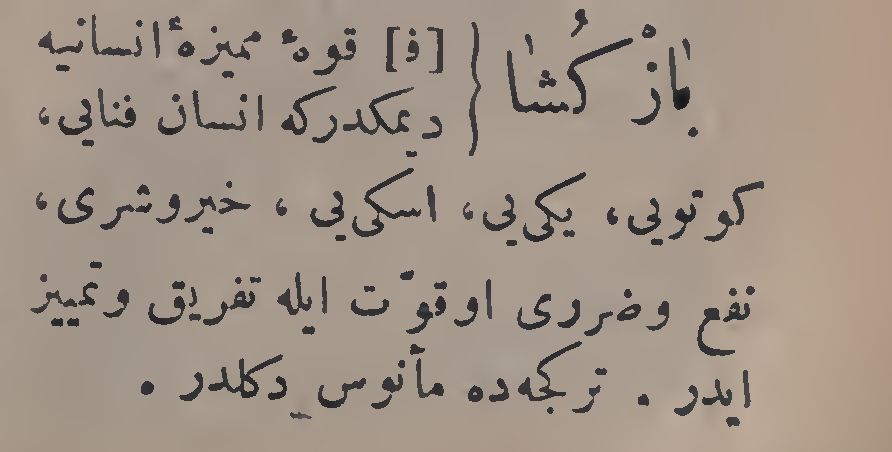 بازْ كُشا { [ف] قوهٔ مميزهٔ انسانيه
ديمكدركه انسان فنايى،
كوتويى، يكى‌يى، اسكى‌يى، خيروشرى،
نفع وضررى اوقوّت ايله تفريق وتمييز
ايدر. تركجه‌ده مأنوس دكلدر.